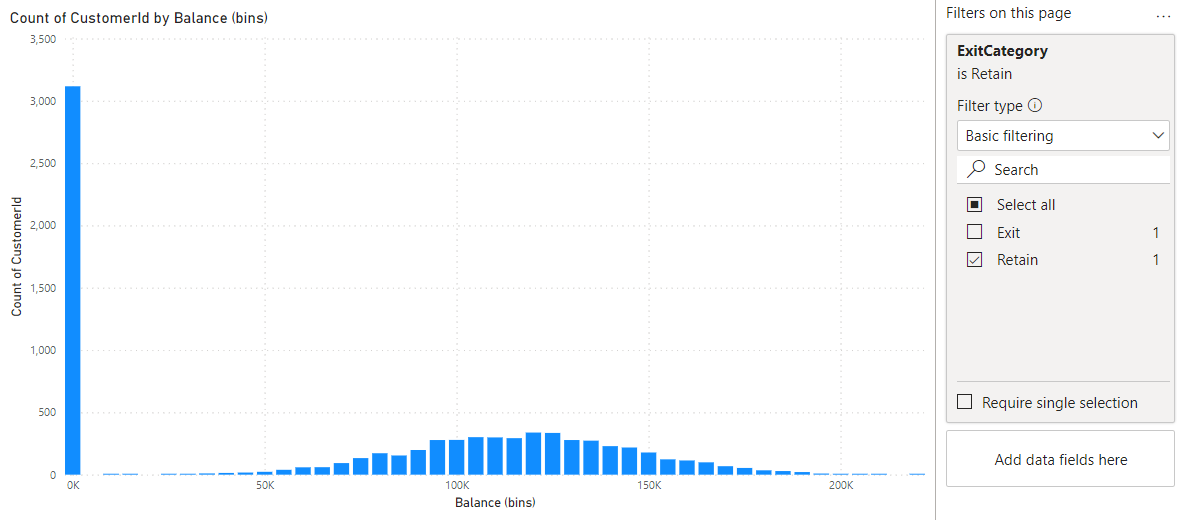 Count of CustomerId by Balance (bins)
3,500
3,000
2,500
2,000
1,500
1,000
500
0
Count of CustomerId
0K 50K 100K 150K 200K
Balance (bins)
Filters on this page ...
ExitCategory
is Retain
Filter type
Basic filtering
Search
Select all
Exit 1
Retain 1
Require single selection
Add data fields here